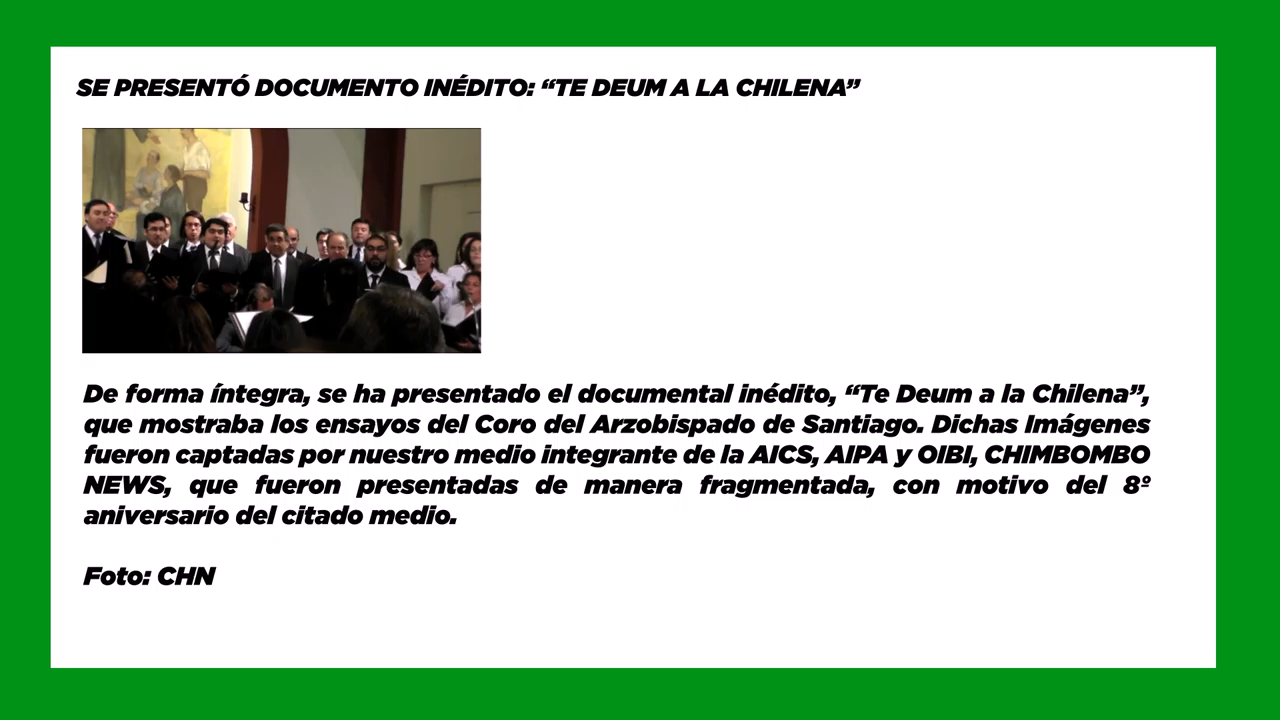 SE PRESENTÓ DOCUMENTO INÉDITO: “TE DEUM A LA CHILENA”
De forma íntegra, se ha presentado el documental inédito, “Te Deum a la Chilena”,
que mostraba los ensayos del Coro del Arzobispado de Santiago. Dichas Imágenes
fueron captadas por nuestro medio integrante de la AICS, AIPA y OIBI, CHIMBOMBO
NEWS, que fueron presentadas de manera fragmentada, con motivo del 8º
aniversario del citado medio.
Foto: CHN